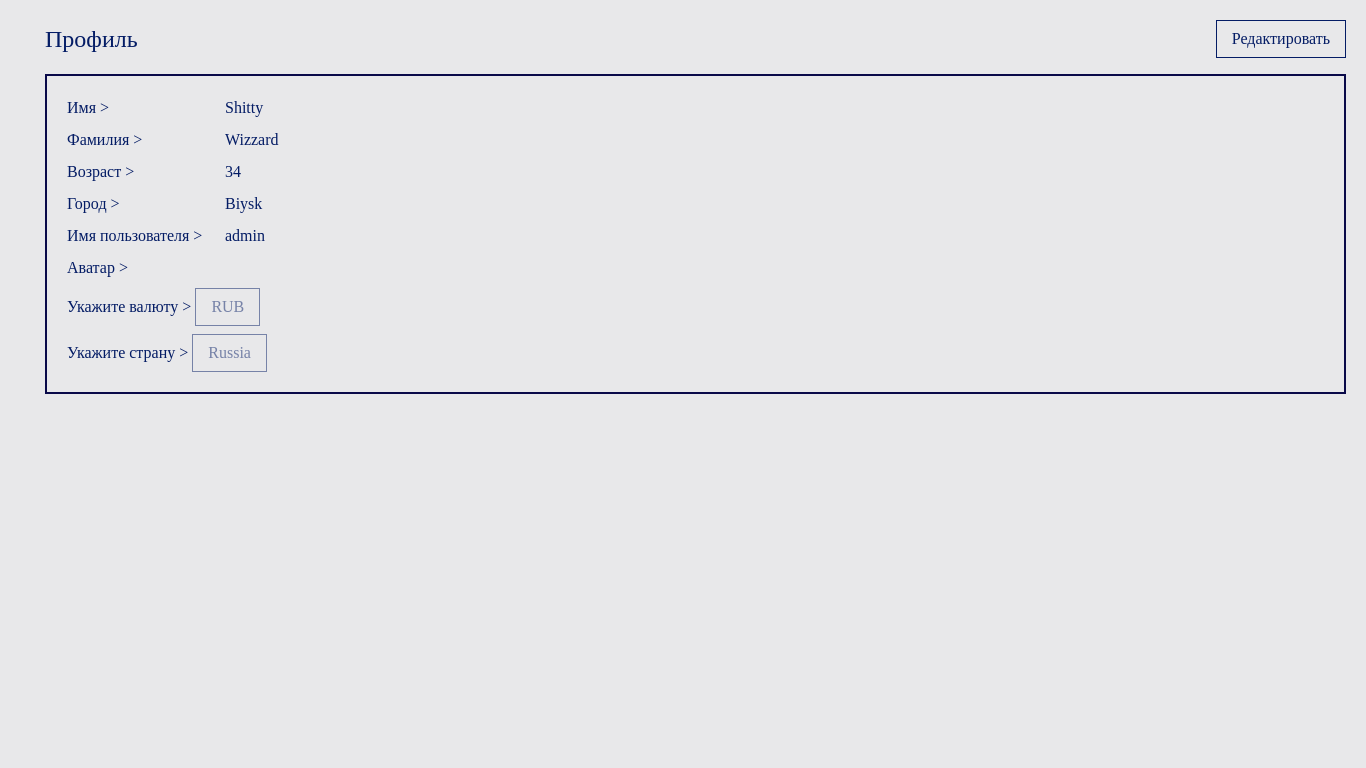 Профиль
Редактировать
Имя > Shitty
Фамилия > Wizzard
Возраст > 34
Город > Biysk
Имя пользователя > admin
Аватар >
Укажите валюту > RUB
Укажите страну > Russia